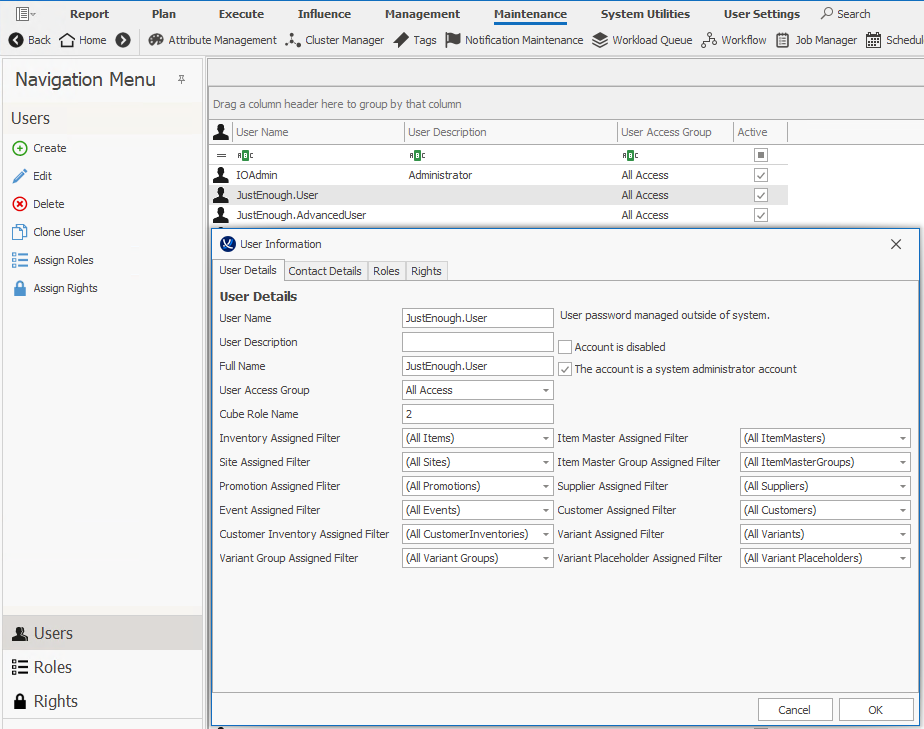 Report Plan Execute Influence Management Maintenance System Utilities User Settings Search
Back Home Attribute Management Cluster Manager Tags Notification Maintenance Workload Queue Workflow Job Manager Schedul
Navigation Menu
Users
Create
Edit
Delete
Clone User
Assign Roles
Assign Rights
Users
Roles
Rights
Drag a column header here to group by that column
User Name User Description User Access Group Active
ABC ABC ABC
IOAdmin Administrator All Access
JustEnough.User All Access
JustEnough.AdvancedUser All Access
User Information
User Details Contact Details Roles Rights
User Details
User Name JustEnough.User User password managed outside of system.
User Description Account is disabled
Full Name JustEnough.User The account is a system administrator account
User Access Group All Access
Cube Role Name 2
Inventory Assigned Filter (All Items) Item Master Assigned Filter (All ItemMasters)
Site Assigned Filter (All Sites) Item Master Group Assigned Filter (All ItemMasterGroups)
Promotion Assigned Fliter (All Promotions) Supplier Assigned Filter (All Suppliers)
Event Assigned Filter (All Events) Customer Assigned Filter (All Customers)
Customer Inventory Assigned Filter (All CustomerInventories) Variant Assigned Filter (All Variants)
Variant Group Assigned Filter (All Variant Groups) Variant Placeholder Assigned Filter (All Variant Placeholders)
Cancel OK